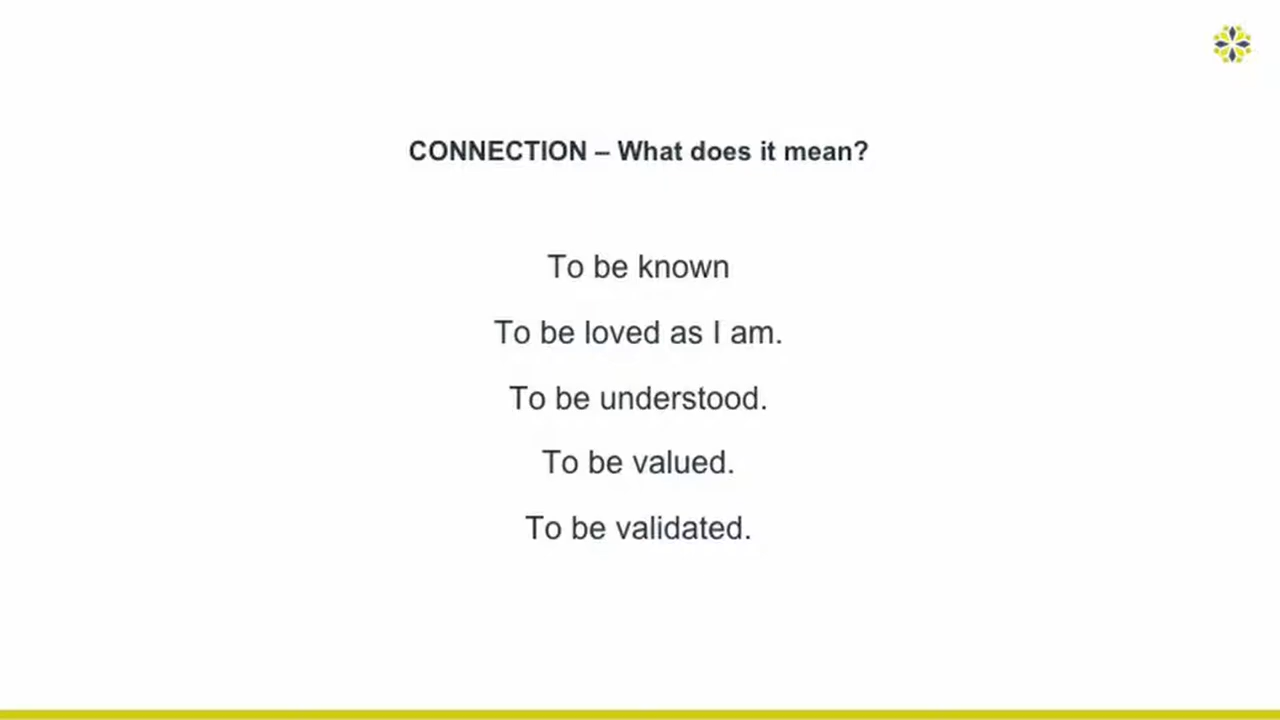 CONNECTION – What does it mean?
To be known
To be loved as I am.
To be understood.
To be valued.
To be validated.